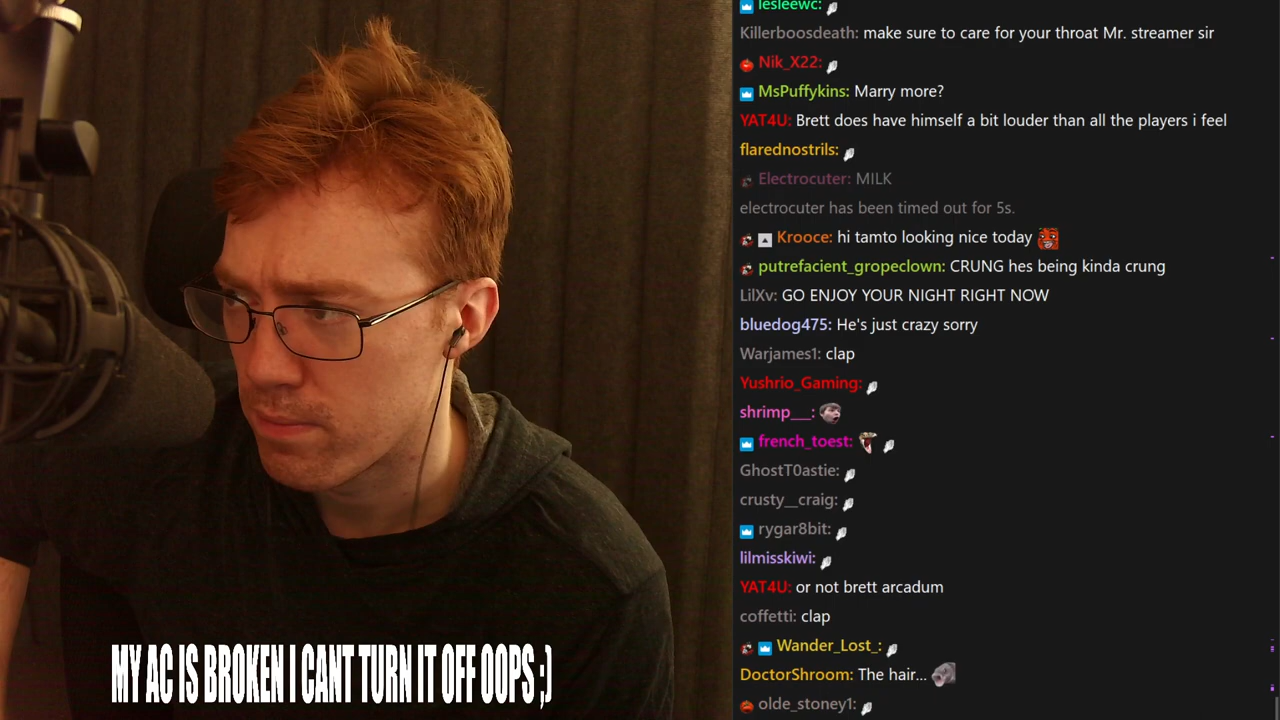 lesleewc:
Killerboosdeath: make sure to care for your throat Mr. streamer sir
Nik_X22:
MsPuffykins: Marry more?
YAT4U: Brett does have himself a bit louder than all the players i feel
flarednostrils:
Electrocuter: MILK
electrocuter has been timed out for 5s.
Krooce: hi tamto looking nice today
putrefacient_gropeclown: CRUNG hes being kinda crung
LilXv: GO ENJOY YOUR NIGHT RIGHT NOW
bluedog475: He's just crazy sorry
Warjames1: clap
Yushrio_Gaming:
shrimp___:
french_toest:
GhostT0astie:
crusty__craig:
rygar8bit:
lilmisskiwi:
YAT4U: or not brett arcadum
coffetti: clap
Wander_Lost_:
DoctorShroom: The hair...
olde_stoney1:
MY AC IS BROKEN I CANT TURN IT OFF OOPS ;)